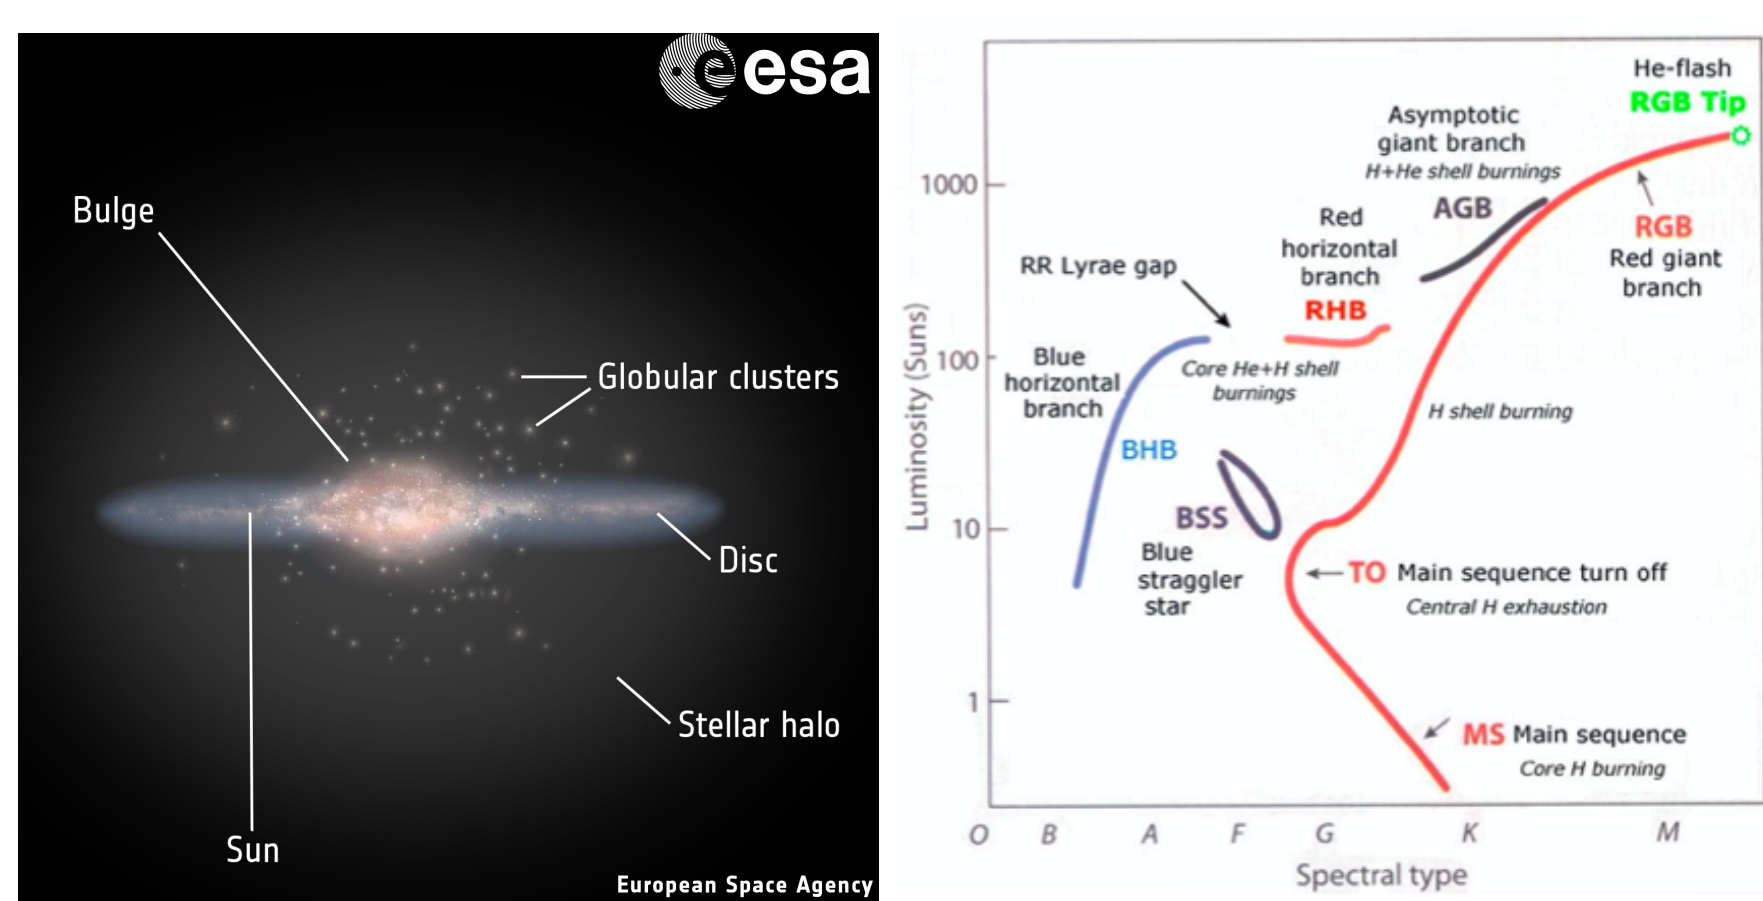 esa
Bulge
Globular clusters
Disc
Stellar halo
Sun
European Space Agency
He-flash
RGB Tip
Asymptotic
giant branch
H+He shell burnings
AGB
1000
Red
horizontal
branch
RHB
RGB
Red giant
branch
RR Lyrae gap
Luminosity (Suns)
100
Blue
horizontal
branch
Core He+H shell
burnings
H shell burning
BHB
BSS
10
Blue
straggler
star
TO Main sequence turn off
Central H exhaustion
1
MS Main sequence
Core H burning
O B A F G K M
Spectral type